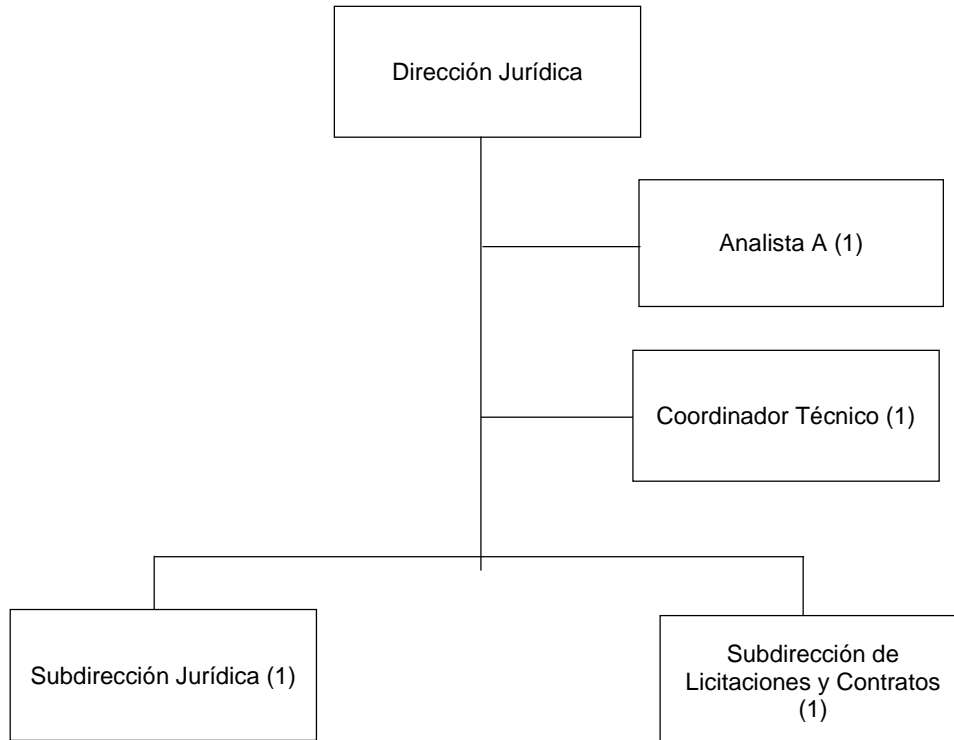 Dirección Jurídica
Analista A (1)
Coordinador Técnico (1)
Subdirección Jurídica (1)
Subdirección de
Licitaciones y Contratos
(1)